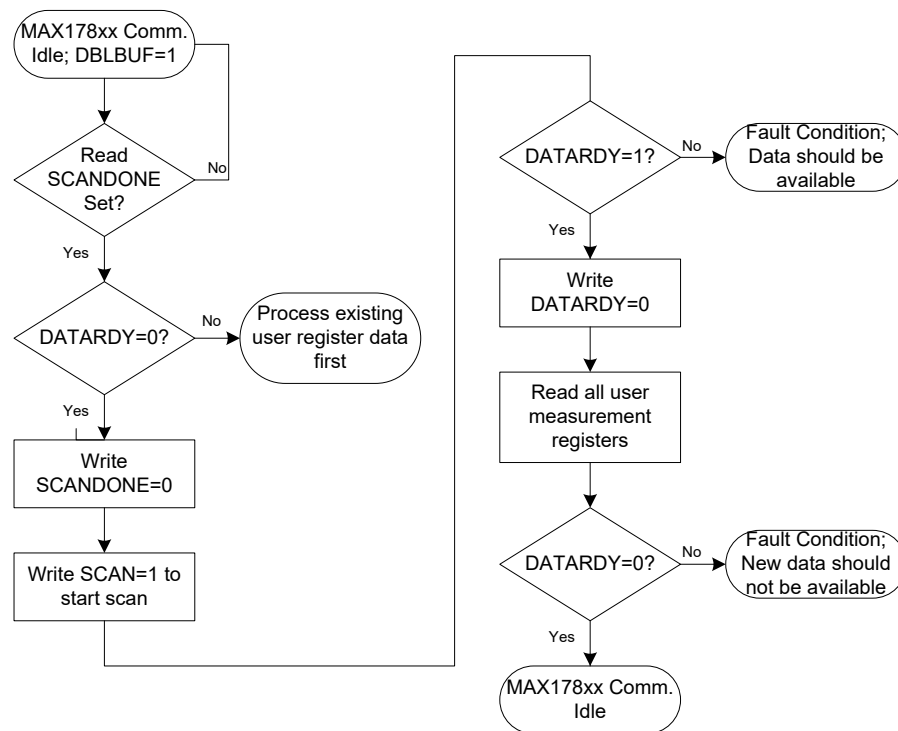 MAX178xx Comm.
Idle; DBLBUF=1
Read
SCANDONE
Set?
No
Yes
DATARDY=0?
No
Process existing
user register data
first
Yes
Write
SCANDONE=0
Write SCAN=1 to
start scan
DATARDY=1?
No
Fault Condition;
Data should be
available
Yes
Write
DATARDY=0
Read all user
measurement
registers
DATARDY=0?
No
Fault Condition;
New data should
not be available
Yes
MAX178xx Comm.
Idle